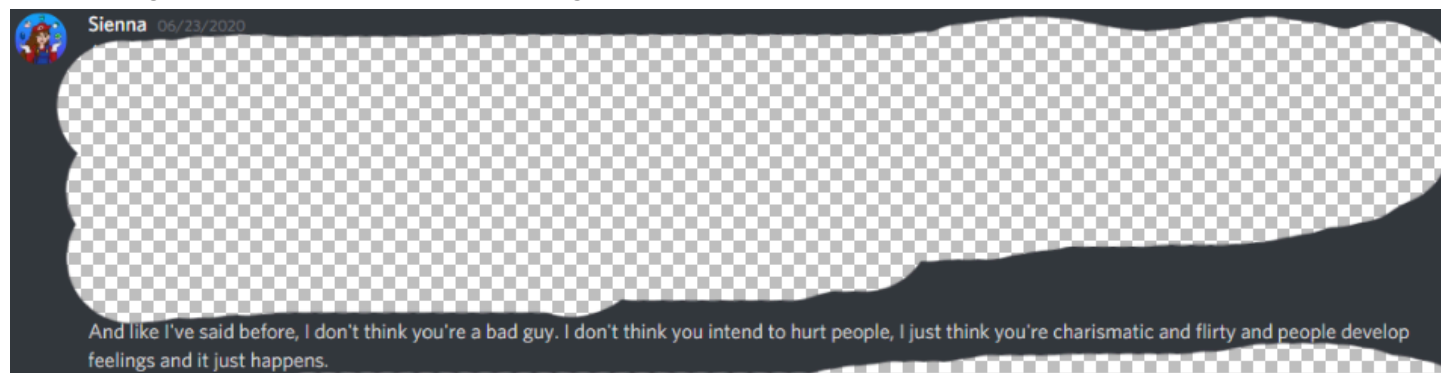 Sienna 06/23/2020
And like I've said before, I don't think you're a bad guy. I don't think you intend to hurt people, I just think you're charismatic and flirty and people develop
feelings and it just happens.